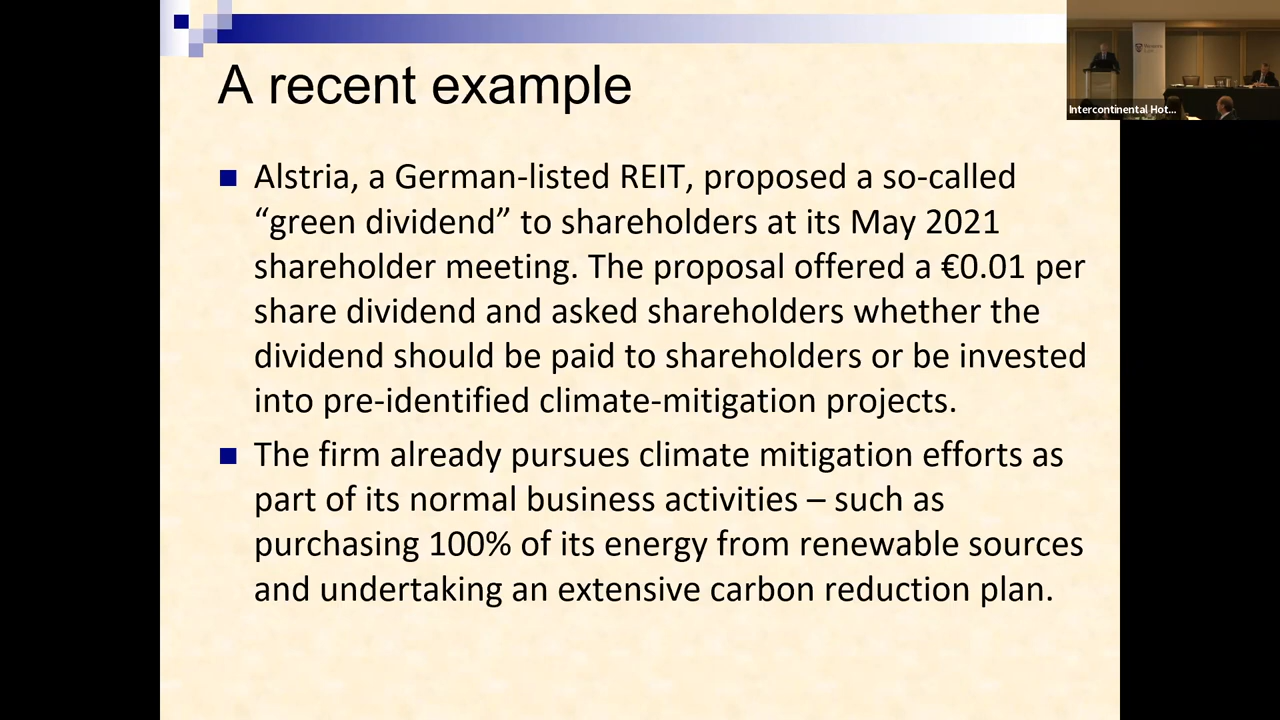 A recent example
Alstria, a German-listed REIT, proposed a so-called
“green dividend” to shareholders at its May 2021
shareholder meeting. The proposal offered a €0.01 per
share dividend and asked shareholders whether the
dividend should be paid to shareholders or be invested
into pre-identified climate-mitigation projects.
The firm already pursues climate mitigation efforts as
part of its normal business activities – such as
purchasing 100% of its energy from renewable sources
and undertaking an extensive carbon reduction plan.
Intercontinental Hot...